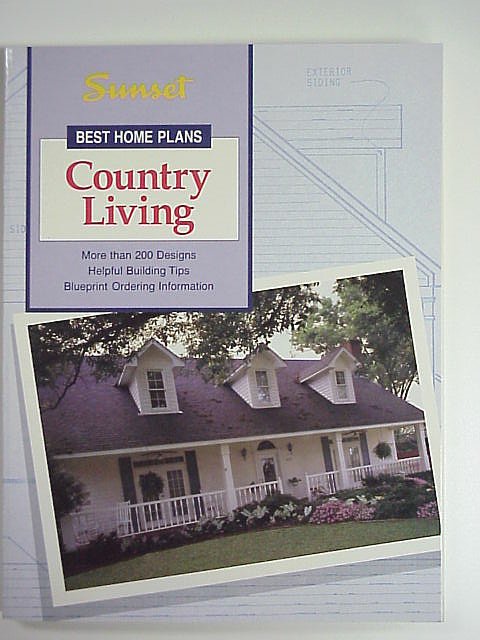 Sunset
BEST HOME PLANS
Country
Living
More than 200 Designs
Helpful Building Tips
Blueprint Ordering Information
EXTERIOR
SIDING